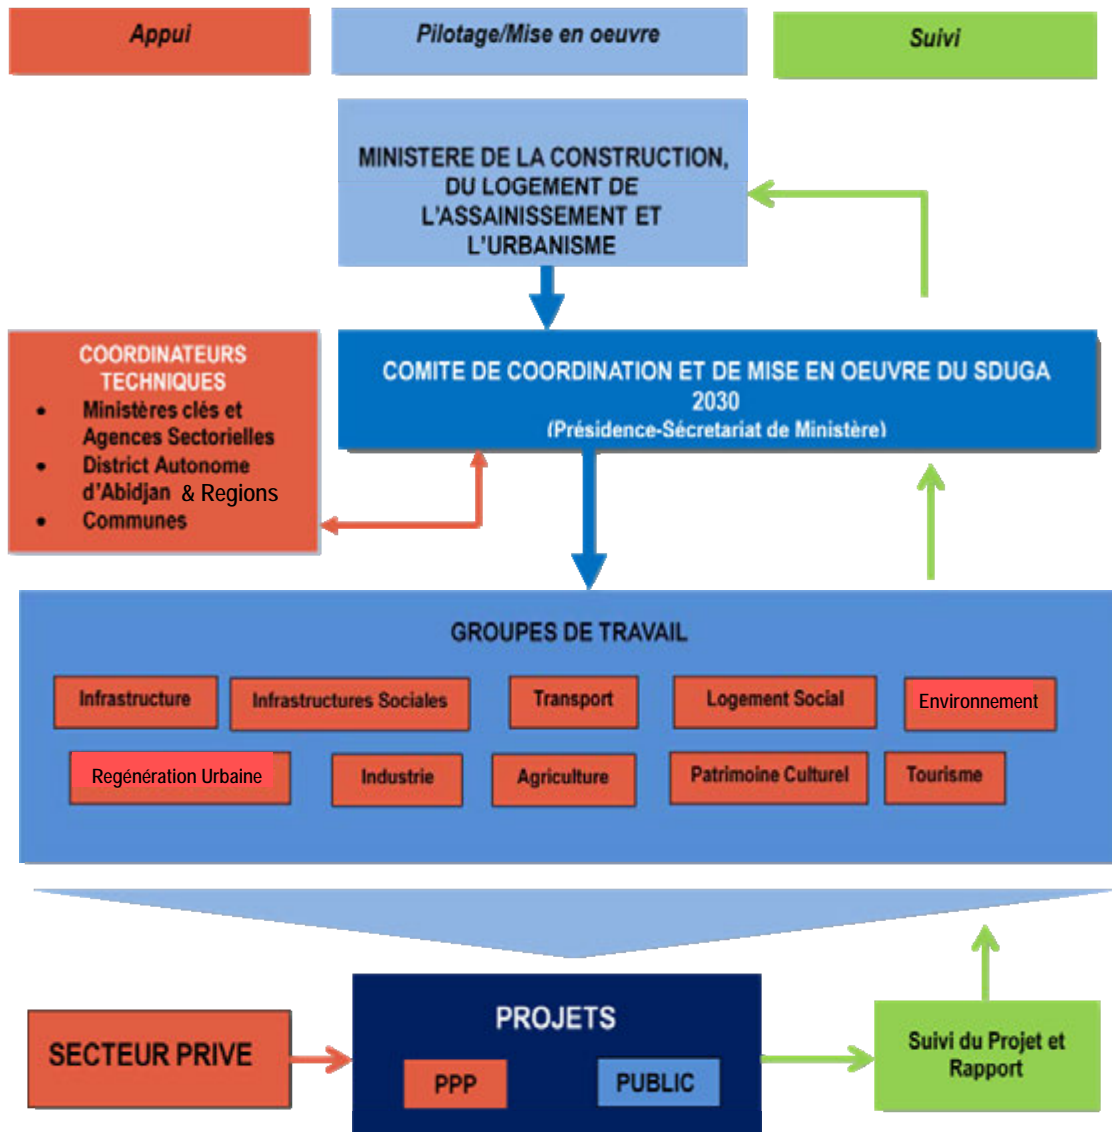 Appui
Pilotage/Mise en oeuvre
Suivi
MINISTERE DE LA CONSTRUCTION,
DU LOGEMENT DE
L'ASSAINISSEMENT ET
L'URBANISME
COORDINATEURS
TECHNIQUES
• Ministères clés et
Agences Sectorielles
• District Autonome
d'Abidjan & Regions
• Communes
COMITE DE COORDINATION ET DE MISE EN OEUVRE DU SDUGA
2030
(Présidence-Sécretariat de Ministère)
GROUPES DE TRAVAIL
Infrastructure
Infrastructures Sociales
Transport
Logement Social
Environnement
Regénération Urbaine
Industrie
Agriculture
Patrimoine Culturel
Tourisme
SECTEUR PRIVE
PROJETS
PPP
PUBLIC
Suivi du Projet et
Rapport